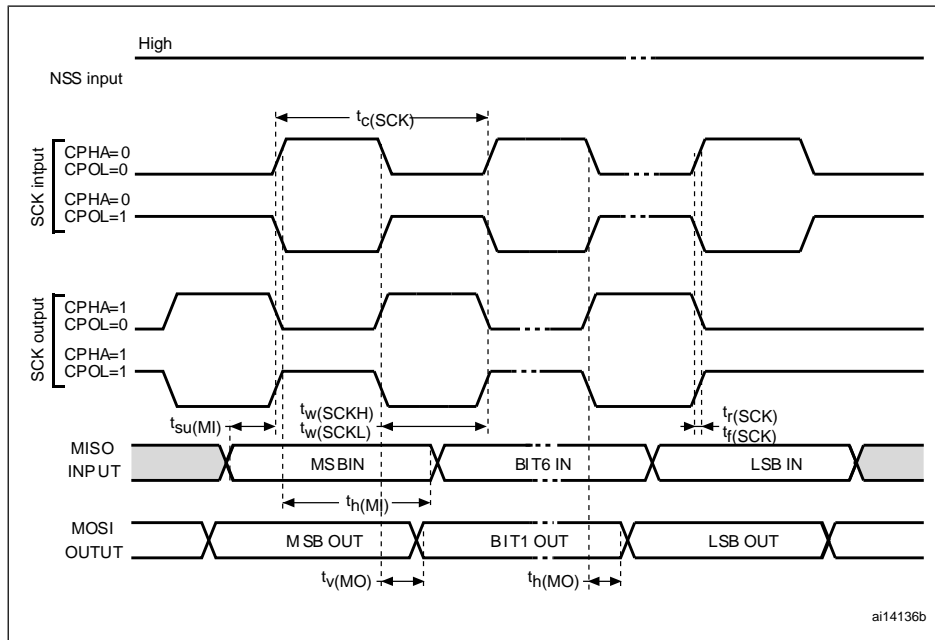 High
NSS input
tc(SCK)
SCK intput
CPHA=0
CPOL=0
CPHA=0
CPOL=1
SCK output
CPHA=1
CPOL=0
CPHA=1
CPOL=1
tsu(MI)
tw(SCKH)
tw(SCKL)
tr(SCK)
tf(SCK)
MISO
INPUT
MSBIN
BIT6 IN
LSB IN
th(MI)
MOSI
OUTUT
MSB OUT
BIT1 OUT
LSB OUT
tv(MO)
th(MO)
ai14136b